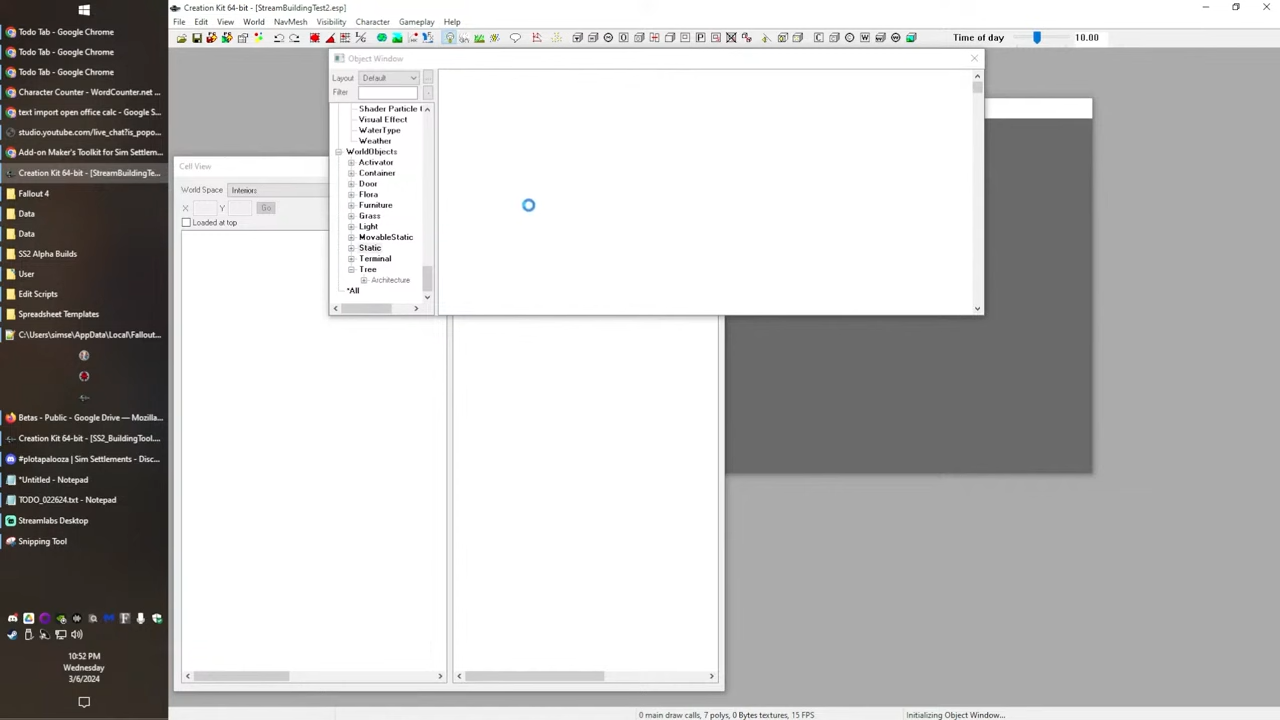 Todo Tab - Google Chrome
Todo Tab - Google Chrome
Todo Tab - Google Chrome
Character Counter - WordCounter.net ...
text import open office calc - Google S...
studio.youtube.com/live_chat?is_popo...
Add-on Maker's Toolkit for Sim Settlem...
Creation Kit 64-bit - [StreamBuildingTe...
Fallout 4
Data
Data
SS2 Alpha Builds
User
Edit Scripts
Spreadsheet Templates
C:\Users\simse\AppData\Local\Fallout...
Betas - Public - Google Drive — Mozilla...
Creation Kit 64-bit - [SS2_BuildingTool....
#plotapalooza | Sim Settlements - Disc...
*Untitled - Notepad
TODO_022624.txt - Notepad
Streamlabs Desktop
Snipping Tool
10:52 PM
Wednesday
3/6/2024
Creation Kit 64-bit - [StreamBuildingTest2.esp]
File Edit View World NavMesh Visibility Character Gameplay Help
Time of day 10.00
Object Window
Layout Default
Filter
Shader Particle
Visual Effect
WaterType
Weather
WorldObjects
Activator
Container
Door
Flora
Furniture
Grass
Light
MovableStatic
Static
Terminal
Tree
Architecture
*All
Cell View
World Space Interiors
X Y Go
Loaded at top
0 main draw calls, 7 polys, 0 Bytes textures, 15 FPS
Initializing Object Window...